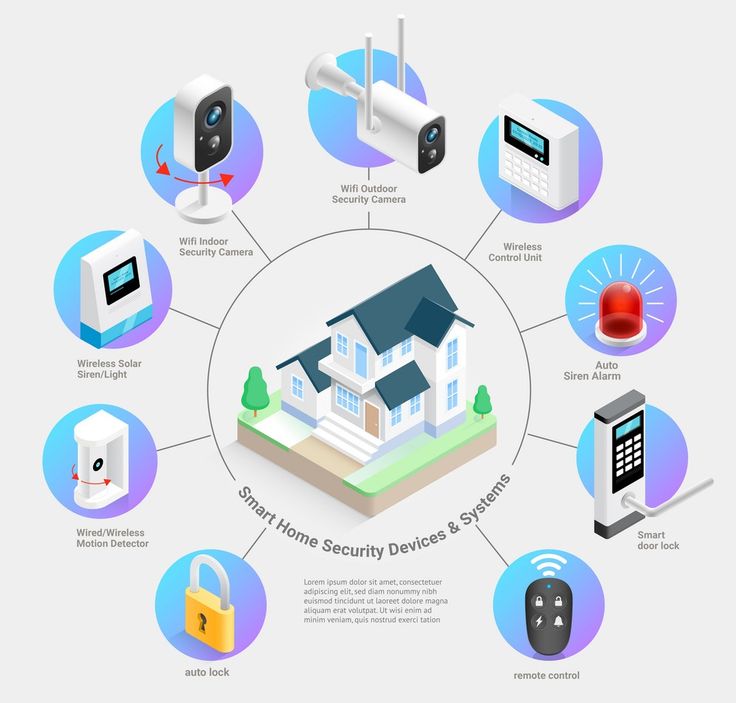 Wifi Outdoor
Security Camera
Wifi Indoor
Security Camera
Wireless
Control Unit
Wireless Solar
Siren/Light
Auto
Siren Alarm
Wired/Wireless
Motion Detector
Smart
door lock
Smart Home Security Devices & Systems
Lorem ipsum dolor sit amet, consectetuer
adipiscing elit, sed diam nonummy nibh
euismod tincidunt ut laoreet dolore magna
aliquam erat volutpat. Ut wisi enim ad
minim veniam, quis nostrud exerci tation
auto lock
remote control